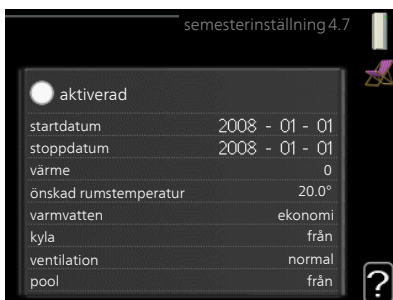 semesterinställning 4.7
aktiverad
startdatum 2008 - 01 - 01
stoppdatum 2008 - 01 - 01
värme 0
önskad rumstemperatur 20.0°
varmvatten ekonomi
kyla från
ventilation normal
pool från
?